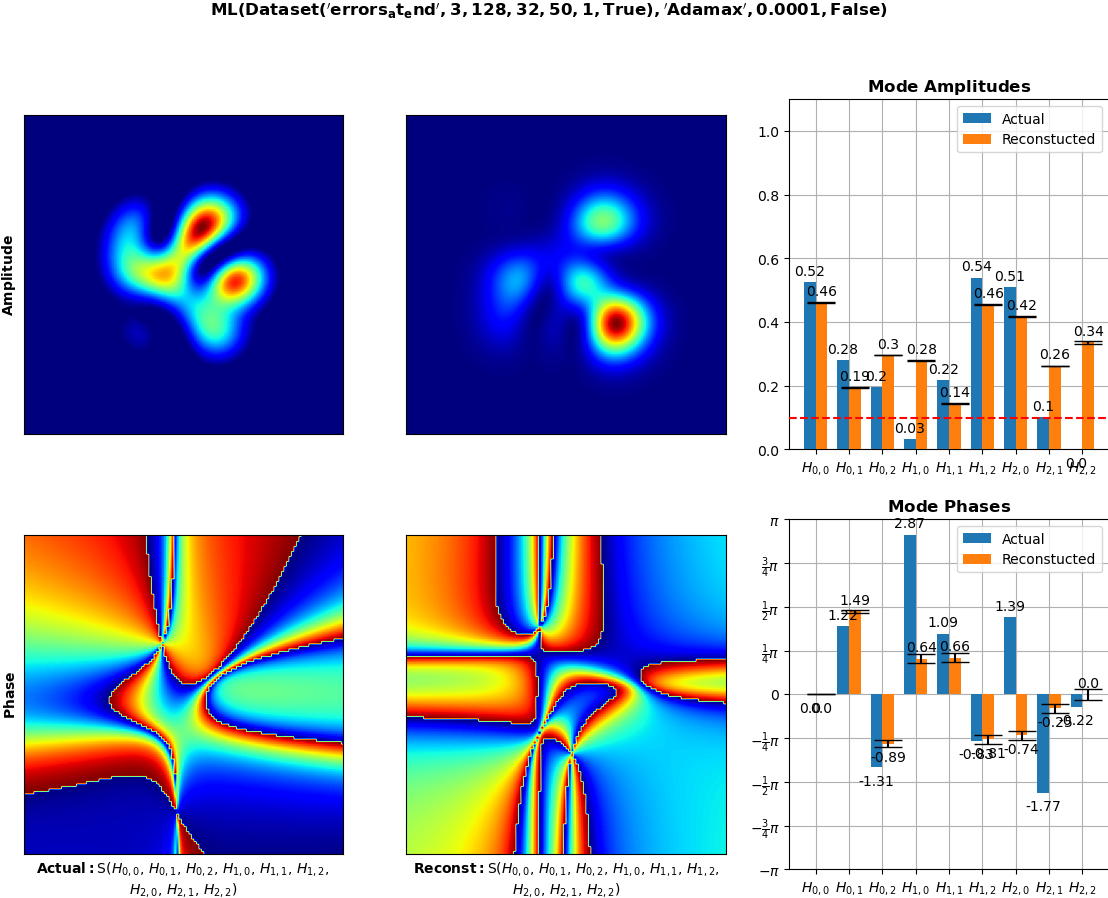 ML(Dataset('errors_at_end', 3, 128, 32, 50, 1, True), 'Adamax', 0.0001, False)
Amplitude
Mode Amplitudes
Actual
Reconstucted
1.0
0.8
0.6
0.4
0.2
0.0
0.52 0.46
0.28 0.19
0.2 0.3
0.03 0.28
0.22 0.14
0.54 0.46
0.51 0.42
0.1 0.26
0.0 0.34
H0,0 H0,1 H0,2 H1,0 H1,1 H1,2 H2,0 H2,1 H2,2
Phase
Actual: S(H0,0, H0,1, H0,2, H1,0, H1,1, H1,2,
H2,0, H2,1, H2,2)
Reconst: S(H0,0, H0,1, H0,2, H1,0, H1,1, H1,2,
H2,0, H2,1, H2,2)
Mode Phases
Actual
Reconstucted
π
3/4π
1/2π
1/4π
0
−1/4π
−1/2π
−3/4π
−π
0.0 0.0
1.22 1.49
-1.31 -0.89
2.87 0.64
1.09 0.66
-0.83 -0.81
1.39 -0.74
-1.77 -0.25
-0.22 0.0
H0,0 H0,1 H0,2 H1,0 H1,1 H1,2 H2,0 H2,1 H2,2